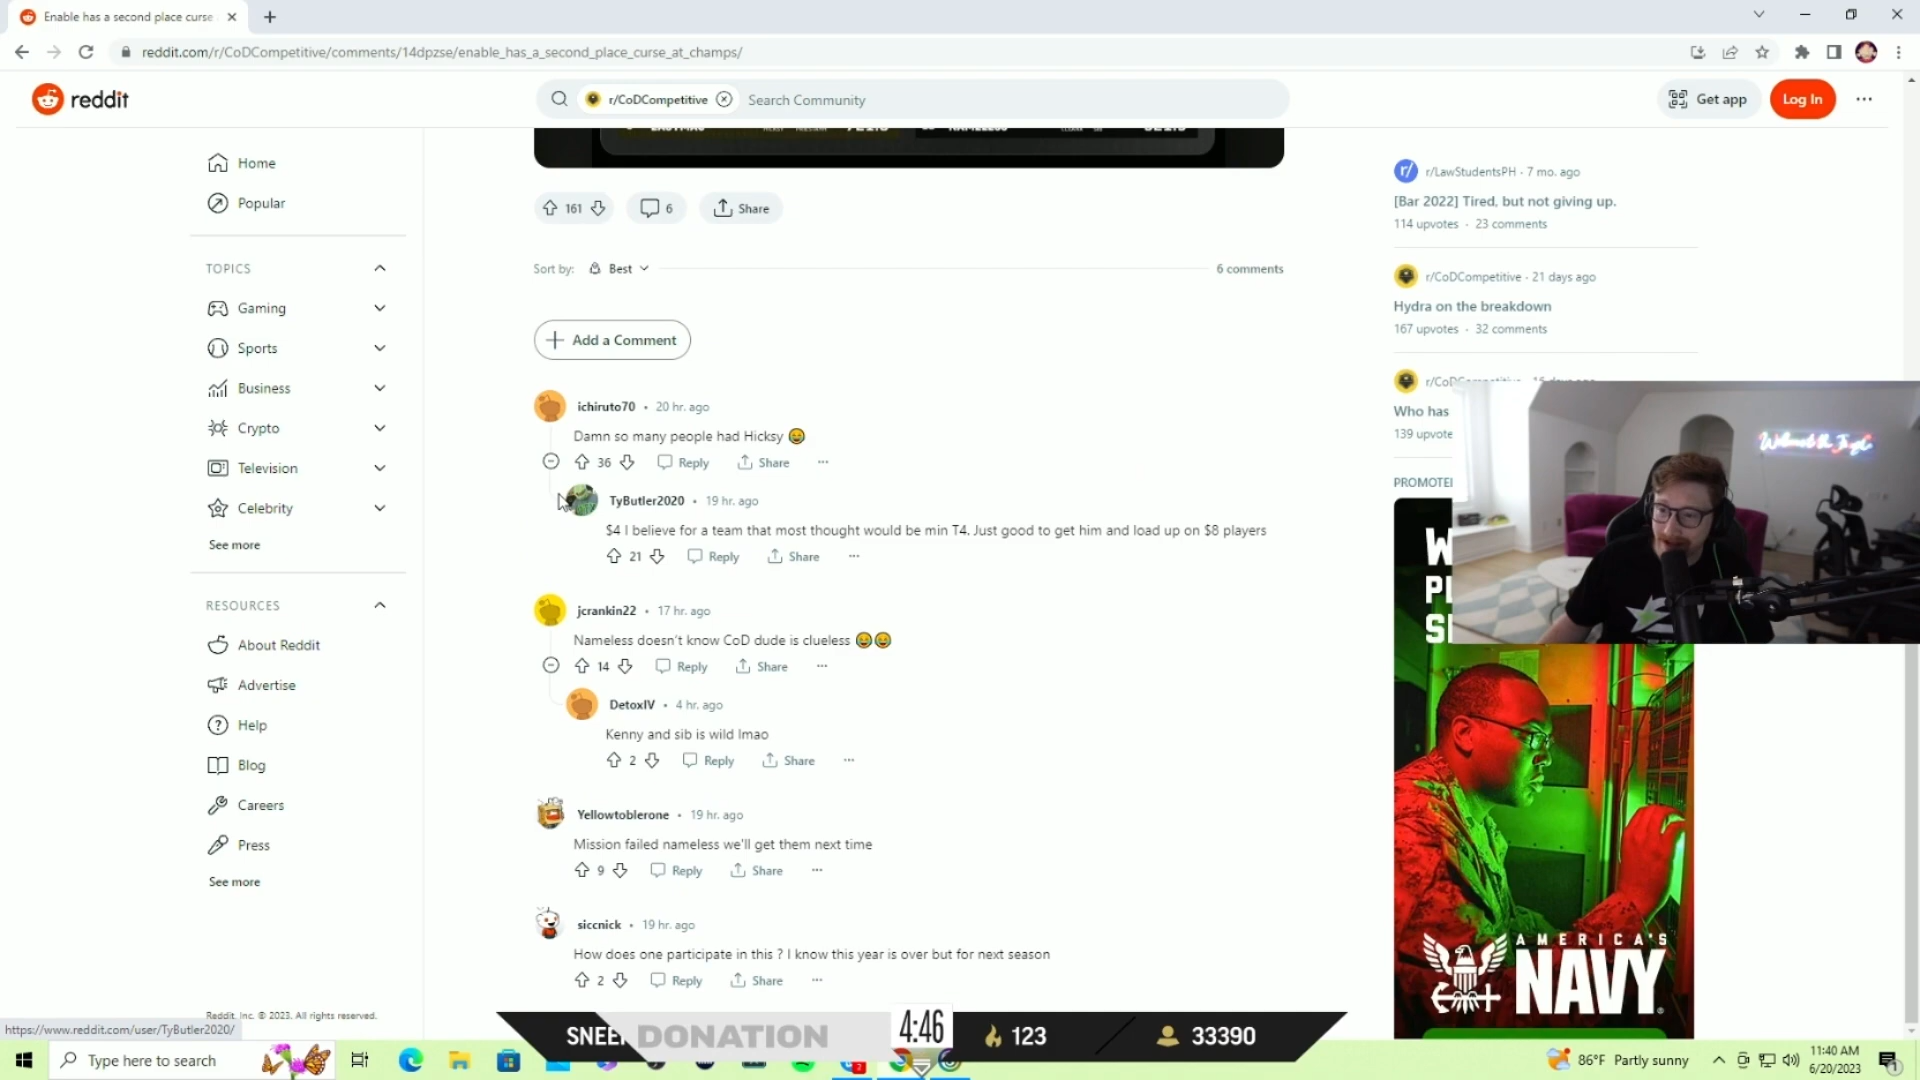 Enable has a second place curse
reddit.com/r/CoDCompetitive/comments/14dpzse/enable_has_a_second_place_curse_at_champs/
reddit
r/CoDCompetitive
Search Community
Get app
Log In
Home
Popular
TOPICS
Gaming
Sports
Business
Crypto
Television
Celebrity
See more
RESOURCES
About Reddit
Advertise
Help
Blog
Careers
Press
See more
Reddit, Inc. © 2023. All rights reserved.
https://www.reddit.com/user/TyButler2020/
161
6
Share
Sort by:
Best
6 comments
Add a Comment
ichiruto70 • 20 hr. ago
Damn so many people had Hicksy 😂
36 Reply Share ...
TyButler2020 • 19 hr. ago
$4 I believe for a team that most thought would be min T4. Just good to get him and load up on $8 players
21 Reply Share ...
jcrankin22 • 17 hr. ago
Nameless doesn't know CoD dude is clueless 😂😂
14 Reply Share ...
DetoxIV • 4 hr. ago
Kenny and sib is wild lmao
2 Reply Share ...
Yellowtoblerone • 19 hr. ago
Mission failed nameless we'll get them next time
9 Reply Share ...
siccnick • 19 hr. ago
How does one participate in this ? I know this year is over but for next season
2 Reply Share ...
r/LawStudentsPH · 7 mo. ago
[Bar 2022] Tired, but not giving up.
114 upvotes · 23 comments
r/CoDCompetitive · 21 days ago
Hydra on the breakdown
167 upvotes · 32 comments
Who has
139 upvote
PROMOTE
AMERICA'S
NAVY
DONATION
4:46
123
33390
Type here to search
86°F Partly sunny
11:40 AM
6/20/2023